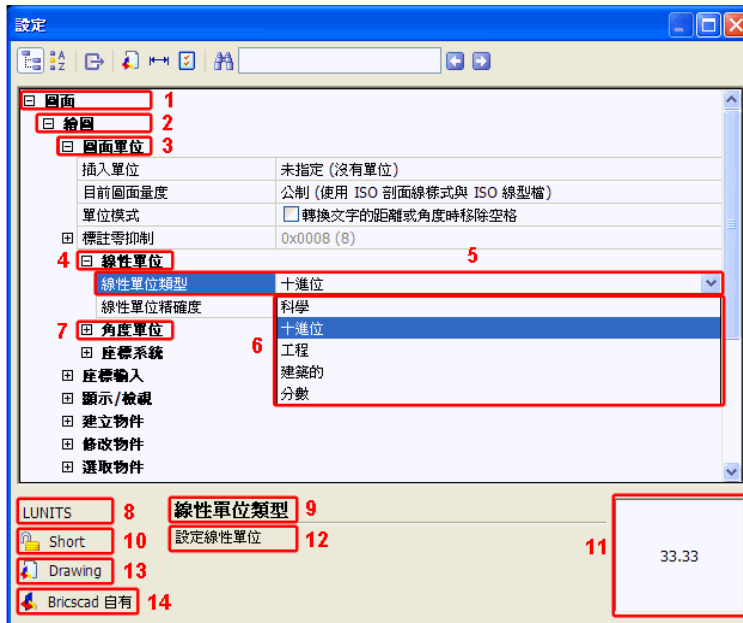 設定
圖面 1
繪圖 2
圖面單位 3
插入單位 未指定 (沒有單位)
目前圖面量度 公制 (使用 ISO 剖面線樣式與 ISO 線型檔)
單位模式 轉換文字的距離或角度時移除空格
標註零抑制 0x0008 (8)
4 線性單位 5
線性單位類型 十進位
線性單位精確度 科學
7 角度單位 十進位
座標系統 6 工程
座標輸入 建築的
顯示/檢視 分數
建立物件
修改物件
選取物件
LUNITS 8 線性單位類型 9
Short 10 設定線性單位 12
11 33.33
Drawing 13
Bricscad 自有 14